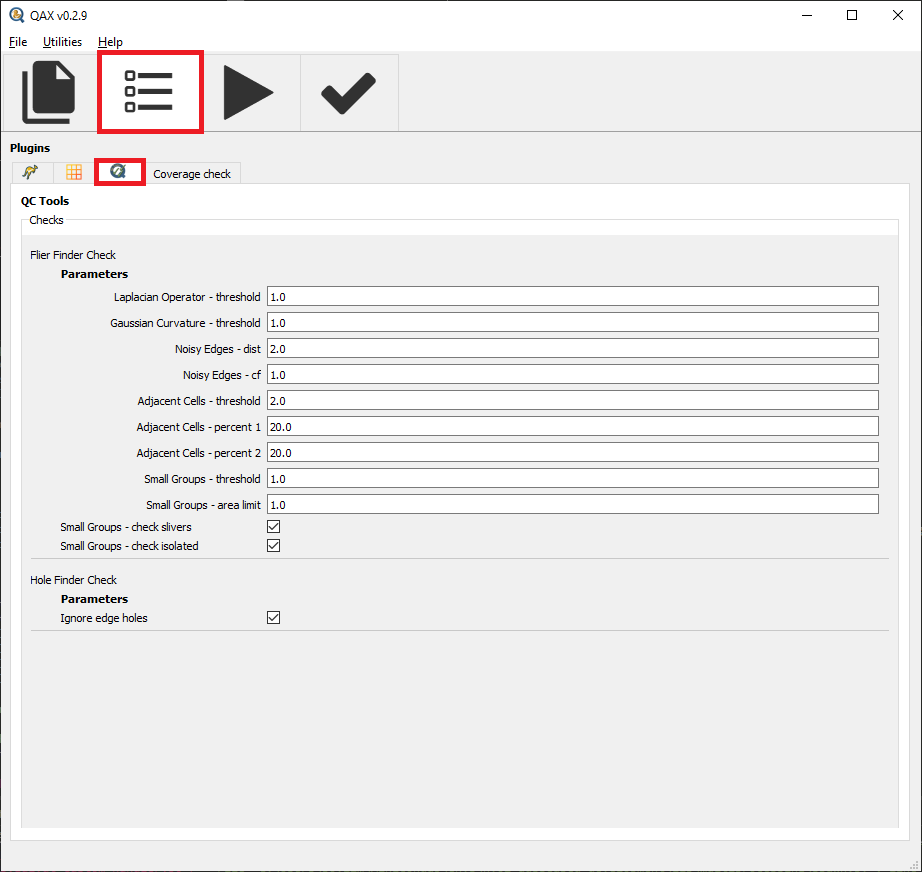 QAX v0.2.9
File Utilities Help
Plugins
Coverage check
QC Tools
Checks
Flier Finder Check
Parameters
Laplacian Operator - threshold 1.0
Gaussian Curvature - threshold 1.0
Noisy Edges - dist 2.0
Noisy Edges - cf 1.0
Adjacent Cells - threshold 2.0
Adjacent Cells - percent 1 20.0
Adjacent Cells - percent 2 20.0
Small Groups - threshold 1.0
Small Groups - area limit 1.0
Small Groups - check slivers
Small Groups - check isolated
Hole Finder Check
Parameters
Ignore edge holes